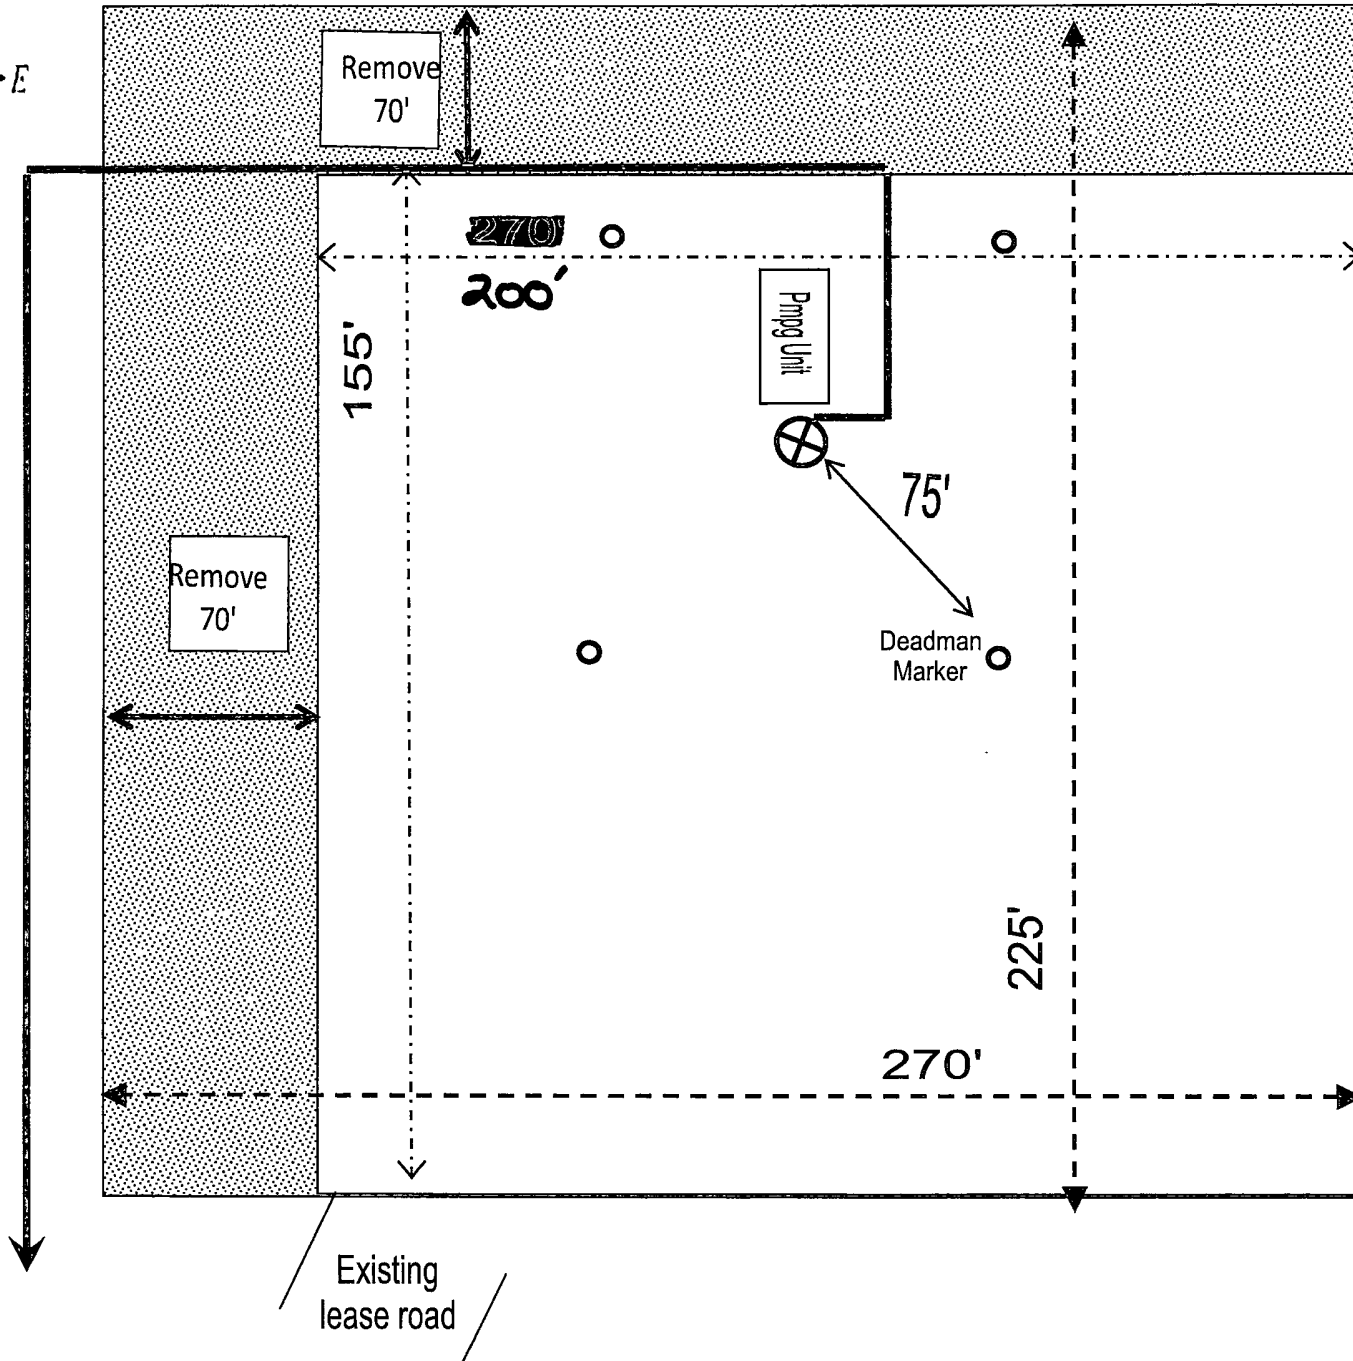 Remove
70'
E
270'
200'
155'
Pmpg Unit
75'
Remove
70'
Deadman
Marker
225'
270'
Existing
lease road